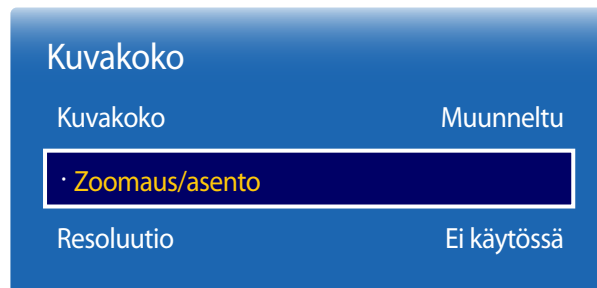 Kuvakoko
Kuvakoko Muunneltu
· Zoomaus/asento
Resoluutio Ei käytössä